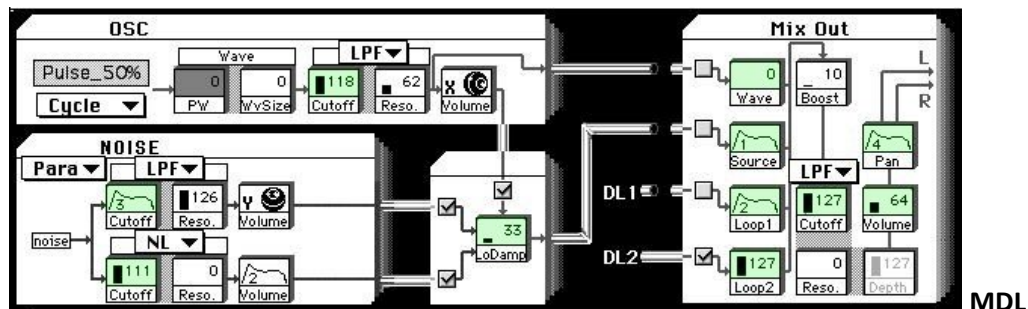 OSC
Wave
LPF
Pulse_50%
Cycle
0
PW
0
WvSize
118
Cutoff
62
Reso.
X
Volume
NOISE
Para
LPF
3
Cutoff
126
Reso.
Y
Volume
noise
NL
111
Cutoff
0
Reso.
2
Volume
33
LoDamp
DL1
DL2
Mix Out
0
Wave
10
Boost
L
R
1
Source
4
Pan
LPF
2
Loop1
127
Cutoff
64
Volume
127
Loop2
0
Reso.
127
Depth
MDL